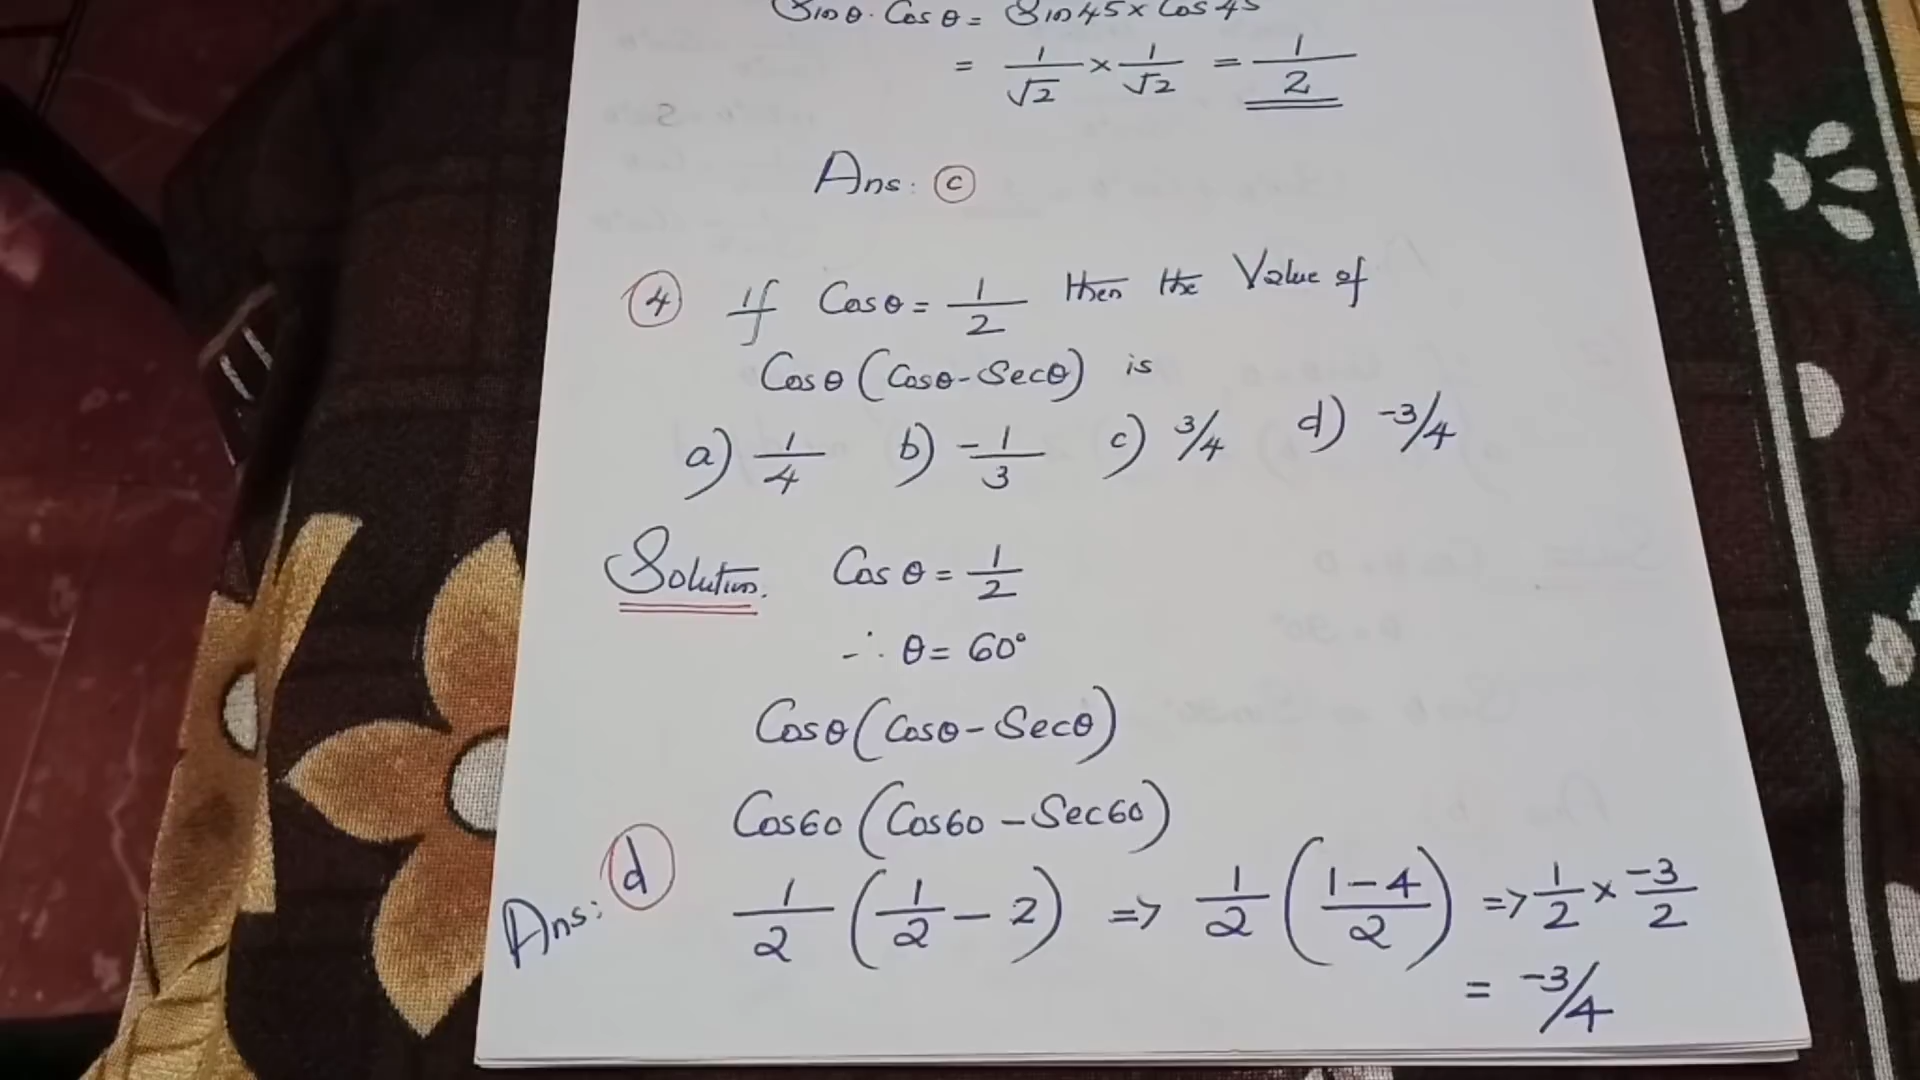 Sinθ. Cosθ = Sin45 x Cos45
= 1/√2 x 1/√2 = 1/2
Ans: c
4 If Cosθ = 1/2 then the Value of
Cosθ (Cosθ - Secθ) is
a) 1/4 b) -1/3 c) 3/4 d) -3/4
Solution. Cosθ = 1/2
∴ θ = 60°
Cosθ (Cosθ - Secθ)
Cos60 (Cos60 - Sec60)
1/2 (1/2 - 2) => 1/2 (1-4/2) => 1/2 x -3/2
= -3/4
Ans: d